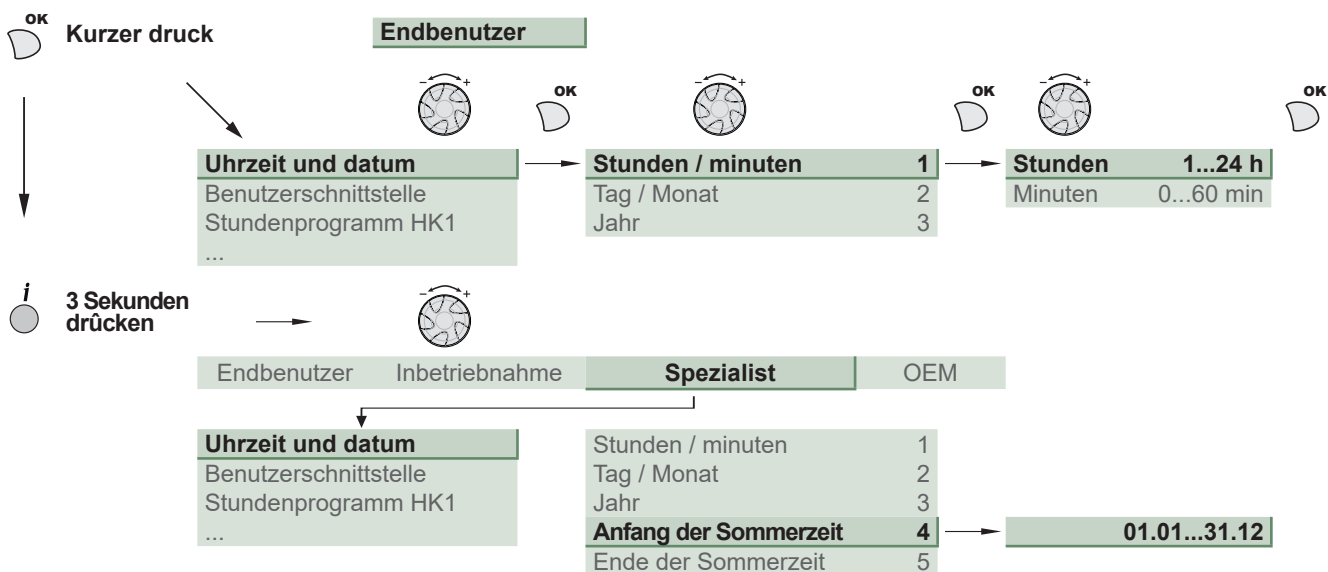 OK
Kurzer druck
Endbenutzer
- +
OK
- +
OK
- +
OK
Uhrzeit und datum
Benutzerschnittstelle
Stundenprogramm HK1
...
Stunden / minuten 1
Tag / Monat 2
Jahr 3
Stunden 1...24 h
Minuten 0...60 min
i
3 Sekunden
drûcken
- +
Endbenutzer Inbetriebnahme Spezialist OEM
Uhrzeit und datum
Benutzerschnittstelle
Stundenprogramm HK1
...
Stunden / minuten 1
Tag / Monat 2
Jahr 3
Anfang der Sommerzeit 4
Ende der Sommerzeit 5
01.01...31.12